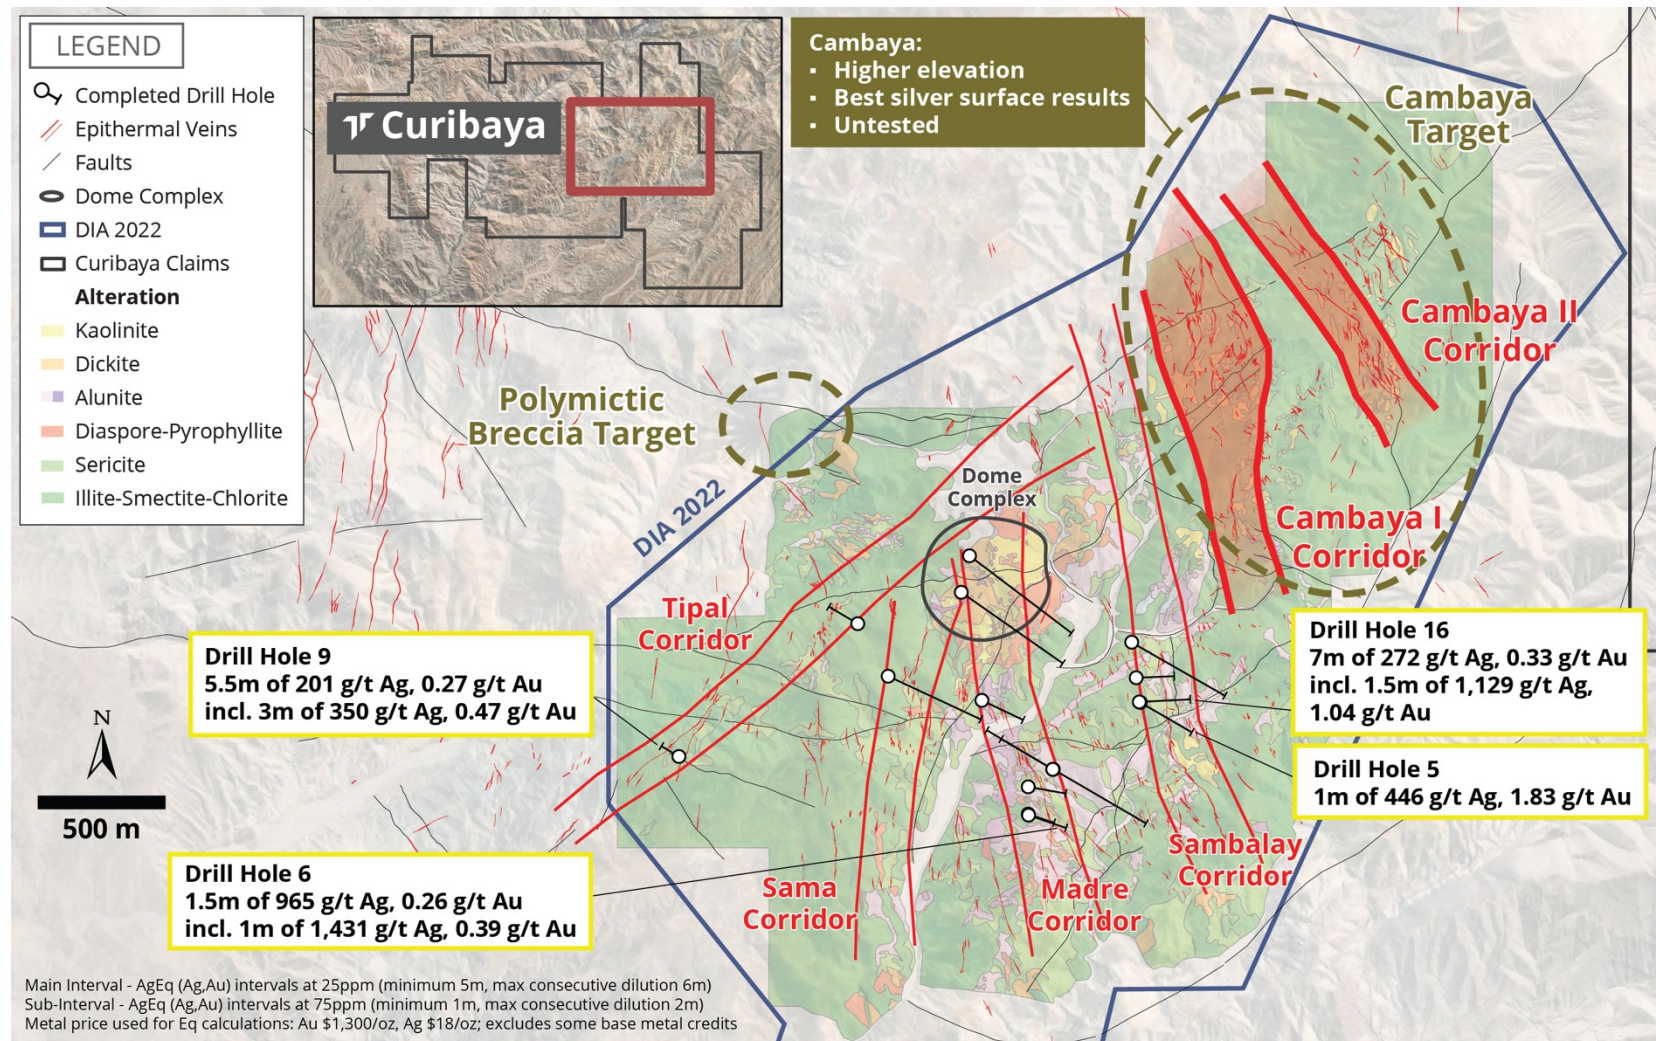 LEGEND
Completed Drill Hole
Epithermal Veins
Faults
Dome Complex
DIA 2022
Curibaya Claims
Alteration
Kaolinite
Dickite
Alunite
Diaspore-Pyrophyllite
Sericite
Illite-Smectite-Chlorite
Curibaya
Cambaya:
▪ Higher elevation
▪ Best silver surface results
▪ Untested
Cambaya
Target
Cambaya II
Corridor
Polymictic
Breccia Target
Dome
Complex
DIA 2022
Cambaya I
Corridor
Tipal
Corridor
Drill Hole 9
5.5m of 201 g/t Ag, 0.27 g/t Au
incl. 3m of 350 g/t Ag, 0.47 g/t Au
Drill Hole 16
7m of 272 g/t Ag, 0.33 g/t Au
incl. 1.5m of 1,129 g/t Ag,
1.04 g/t Au
Drill Hole 5
1m of 446 g/t Ag, 1.83 g/t Au
N
500 m
Drill Hole 6
1.5m of 965 g/t Ag, 0.26 g/t Au
incl. 1m of 1,431 g/t Ag, 0.39 g/t Au
Sama
Corridor
Madre
Corridor
Sambalay
Corridor
Main Interval - AgEq (Ag,Au) intervals at 25ppm (minimum 5m, max consecutive dilution 6m)
Sub-Interval - AgEq (Ag,Au) intervals at 75ppm (minimum 1m, max consecutive dilution 2m)
Metal price used for Eq calculations: Au $1,300/oz, Ag $18/oz; excludes some base metal credits